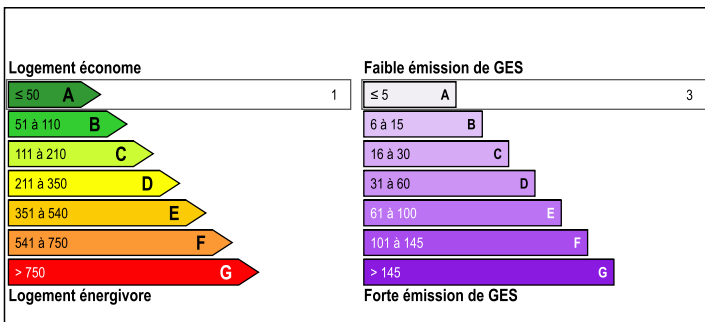 Logement économe
≤ 50 A 1
51 à 110 B
111 à 210 C
211 à 350 D
351 à 540 E
541 à 750 F
> 750 G
Logement énergivore
Faible émission de GES
≤ 5 A 3
6 à 15 B
16 à 30 C
31 à 60 D
61 à 100 E
101 à 145 F
> 145 G
Forte émission de GES